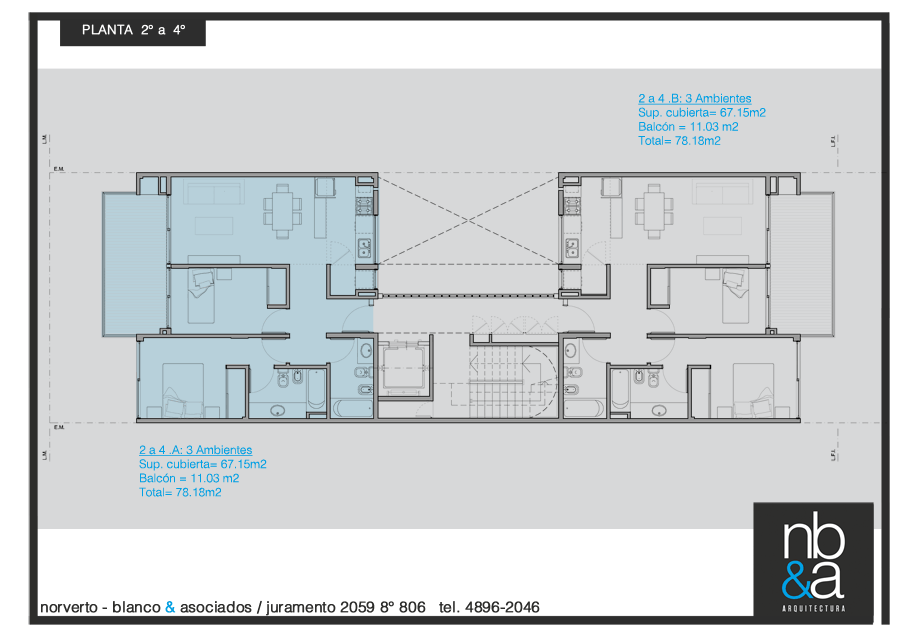 PLANTA 2º a 4º
2 a 4 .B: 3 Ambientes
Sup. cubierta= 67.15m2
Balcón = 11.03 m2
Total= 78.18m2
L.M.
L.F.I.
E.M.
E.M.
L.M.
L.F.I.
2 a 4 .A: 3 Ambientes
Sup. cubierta= 67.15m2
Balcón = 11.03 m2
Total= 78.18m2
nb
&a
ARQUITECTURA
norverto - blanco & asociados / juramento 2059 8º 806 tel. 4896-2046